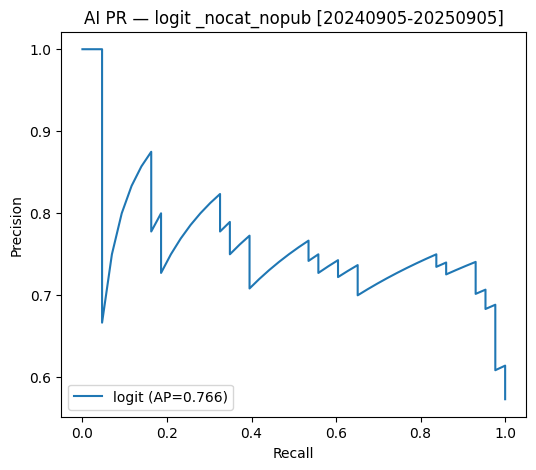 AI PR — logit _nocat_nopub [20240905-20250905]
1.0
0.9
0.8
0.7
0.6
Precision
logit (AP=0.766)
0.0 0.2 0.4 0.6 0.8 1.0
Recall